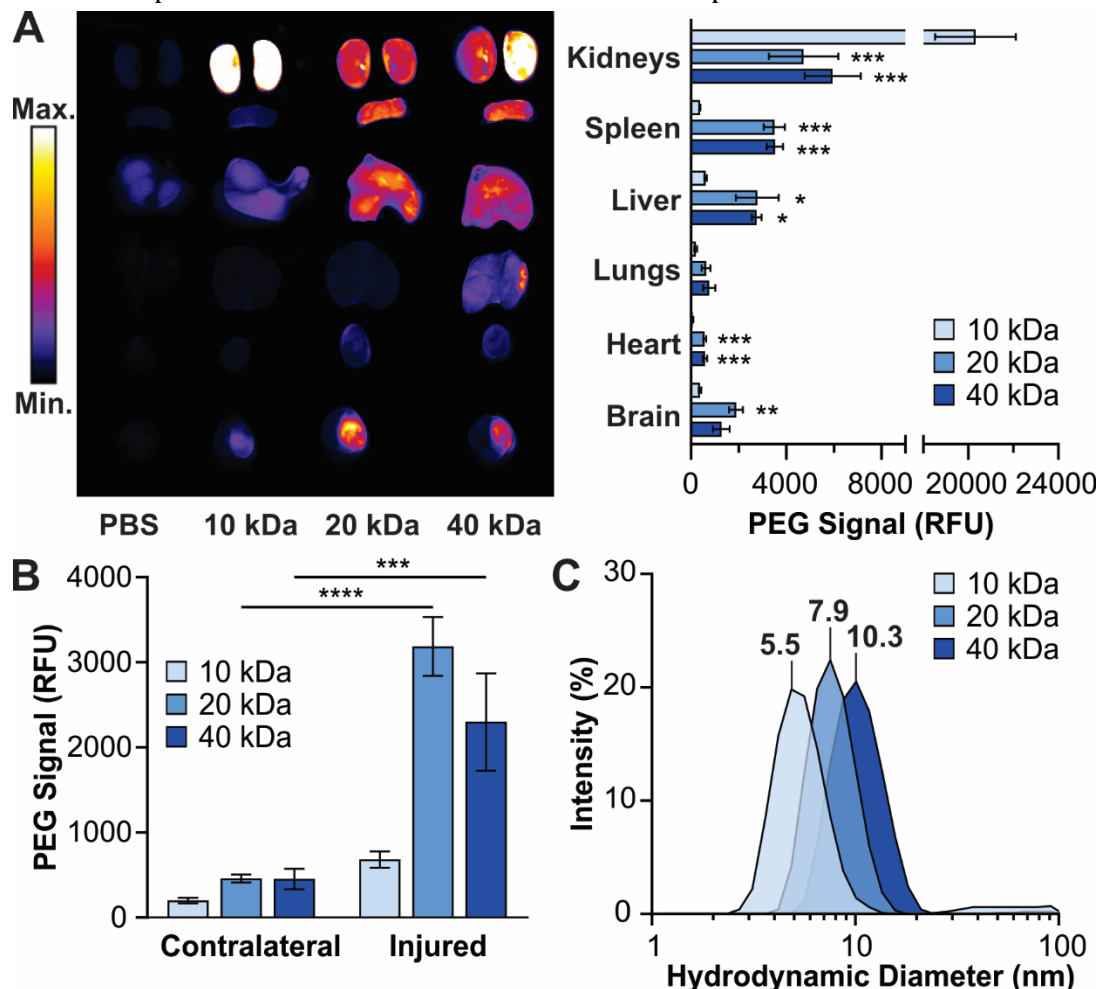 A
Max.
Min.
PBS 10 kDa 20 kDa 40 kDa
Kidneys
***
***
Spleen
***
***
Liver
*
*
Lungs
Heart
***
***
Brain
**
10 kDa
20 kDa
40 kDa
0 4000 8000 20000 24000
PEG Signal (RFU)
B
PEG Signal (RFU)
4000
3000
2000
1000
0
***
****
10 kDa
20 kDa
40 kDa
Contralateral Injured
C
Intensity (%)
30
20
10
0
5.5
7.9
10.3
10 kDa
20 kDa
40 kDa
1 10 100
Hydrodynamic Diameter (nm)